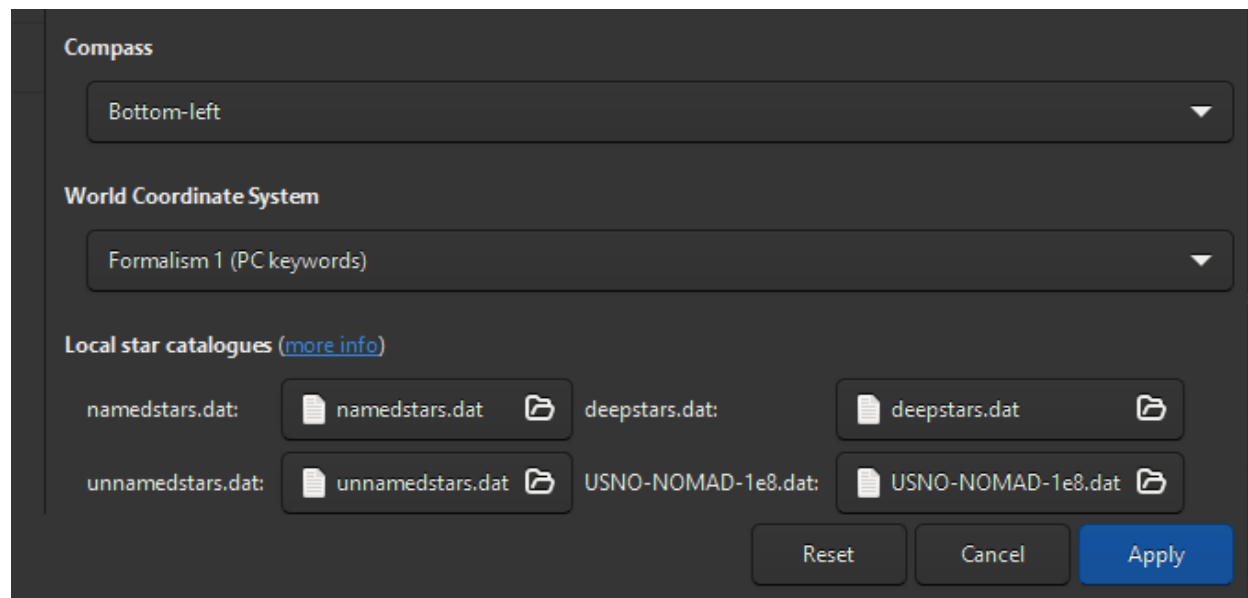 Compass
Bottom-left
World Coordinate System
Formalism 1 (PC keywords)
Local star catalogues (more info)
namedstars.dat: namedstars.dat deepstars.dat: deepstars.dat
unnamedstars.dat: unnamedstars.dat USNO-NOMAD-1e8.dat: USNO-NOMAD-1e8.dat
Reset Cancel Apply